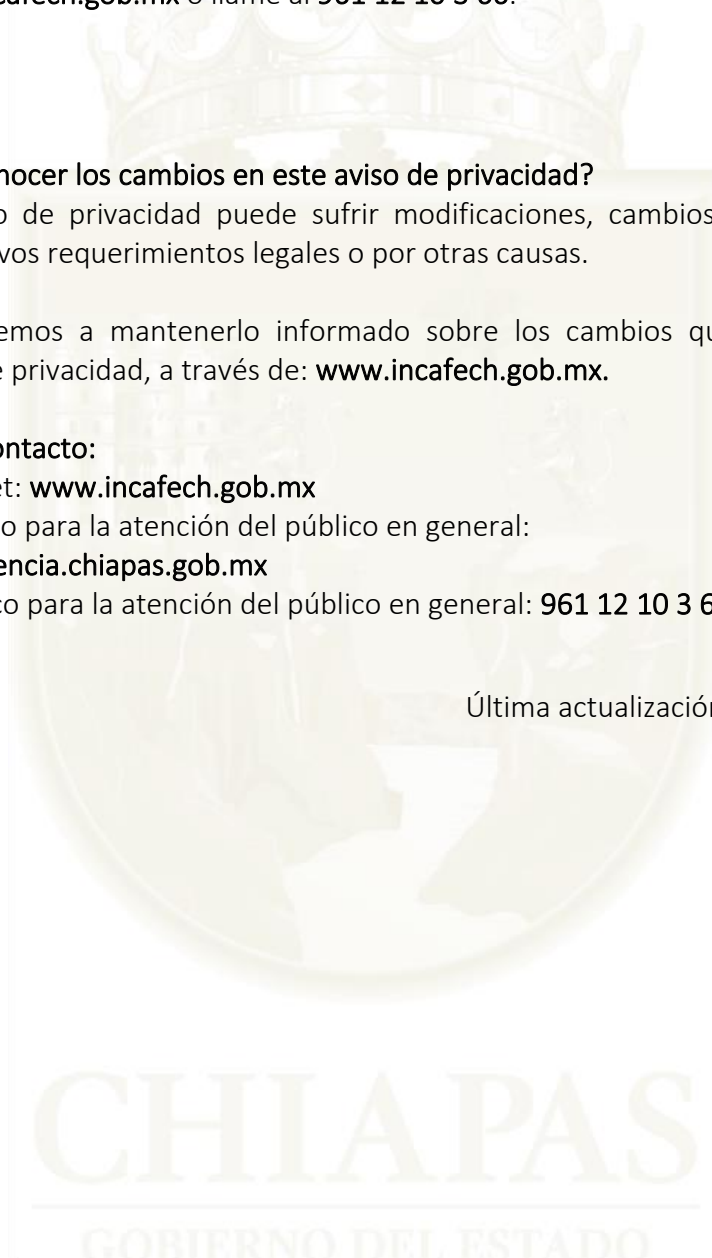 cafech.gob.mx o llame al 961 12 10 3 60.
nocer los cambios en este aviso de privacidad?
o de privacidad puede sufrir modificaciones, cambios
vos requerimientos legales o por otras causas.
emos a mantenerlo informado sobre los cambios qu
e privacidad, a través de: www.incafech.gob.mx.
ontacto:
et: www.incafech.gob.mx
o para la atención del público en general:
encia.chiapas.gob.mx
co para la atención del público en general: 961 12 10 3 6
Última actualización
CHIAPAS
GOBIERNO DEL ESTADO